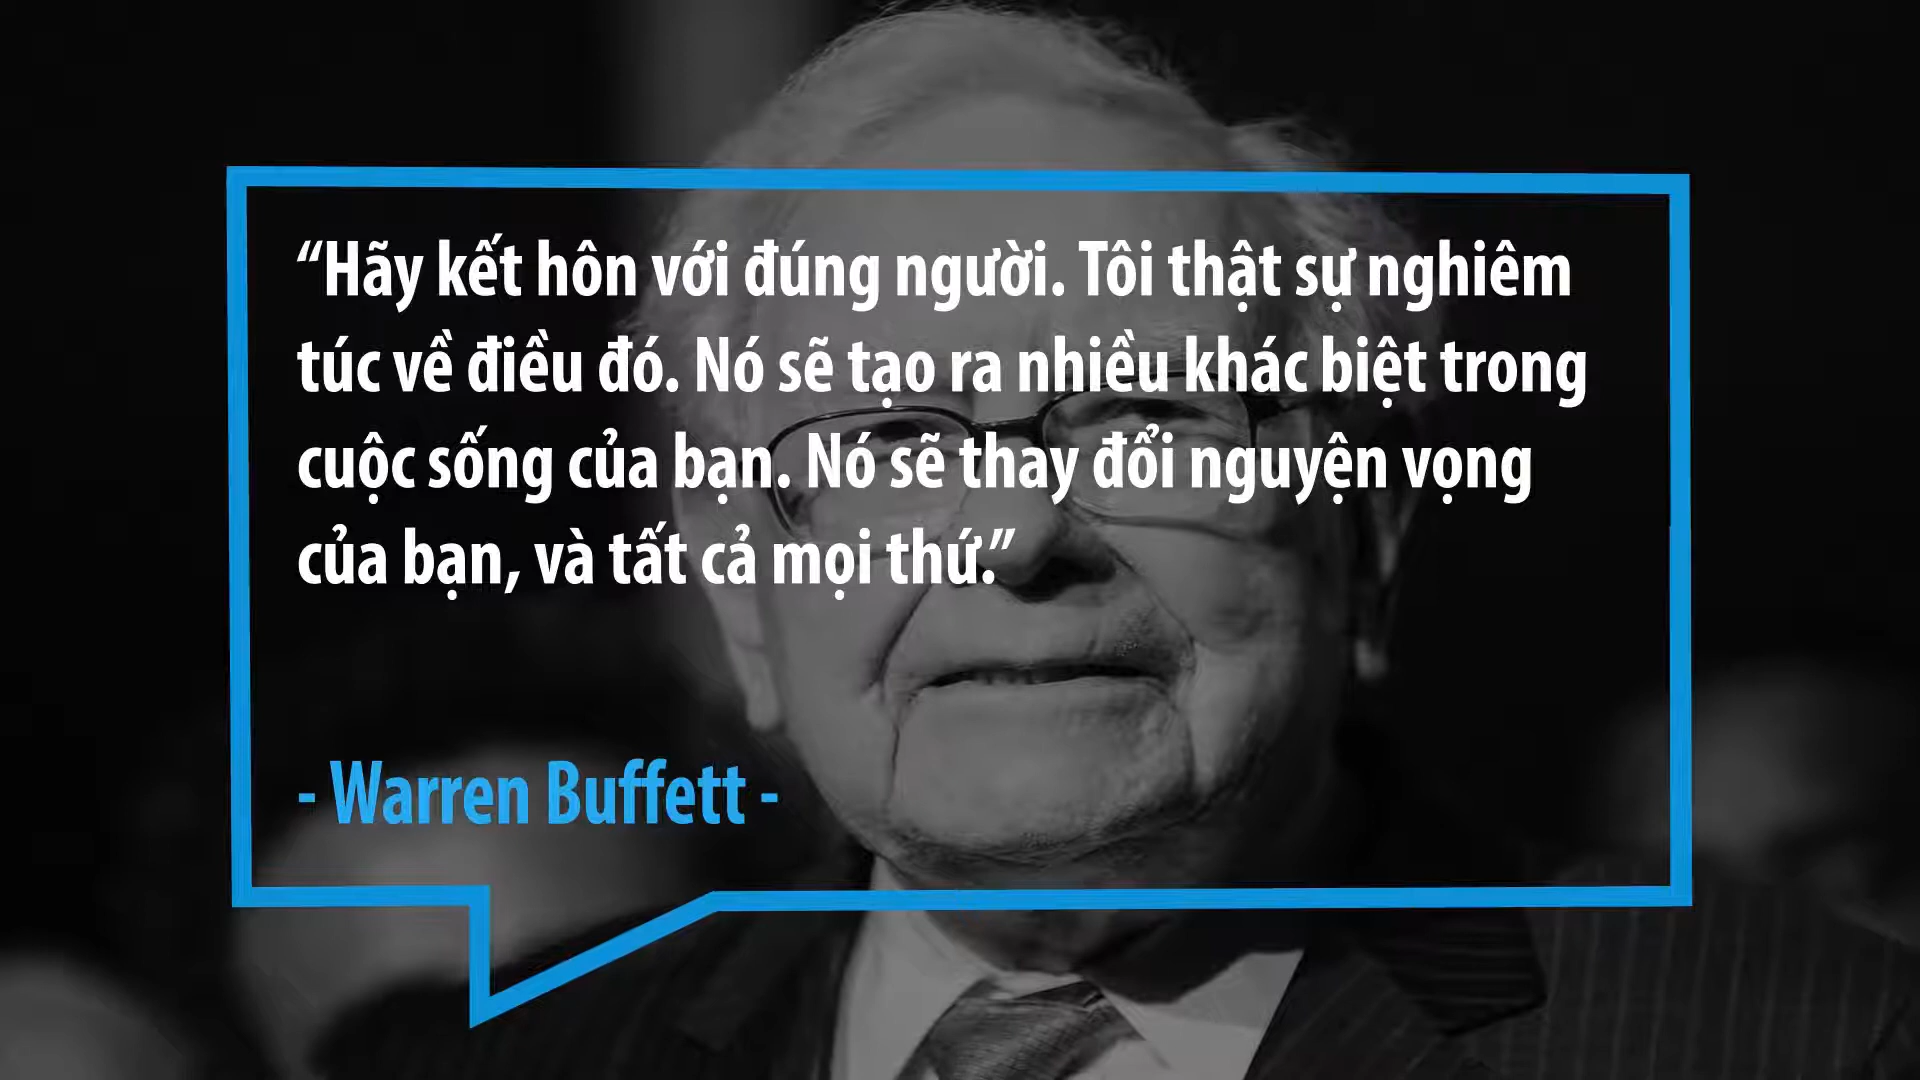 “Hãy kết hôn với đúng người. Tôi thật sự nghiêm
túc về điều đó. Nó sẽ tạo ra nhiều khác biệt trong
cuộc sống của bạn. Nó sẽ thay đổi nguyện vọng
của bạn, và tất cả mọi thứ.”
- Warren Buffett -